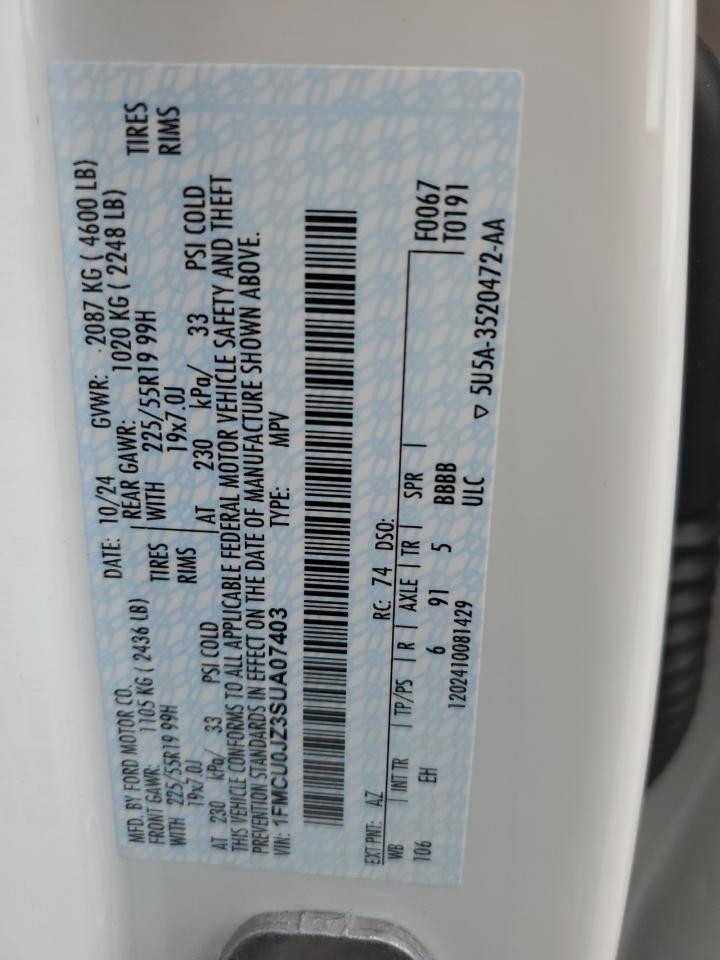 MFD. BY FORD MOTOR CO.
DATE: 10/24 GVWR: 2087 KG ( 4600 LB)
FRONT GAWR: 1105 KG ( 2436 LB)
REAR GAWR: 1020 KG ( 2248 LB)
WITH 225/55R19 99H TIRES
WITH 225/55R19 99H TIRES
19x7.0J RIMS
19x7.0J RIMS
AT 230 kPa/ 33 PSI COLD
AT 230 kPa/ 33 PSI COLD
THIS VEHICLE CONFORMS TO ALL APPLICABLE FEDERAL MOTOR VEHICLE SAFETY AND THEFT
PREVENTION STANDARDS IN EFFECT ON THE DATE OF MANUFACTURE SHOWN ABOVE.
VIN: 1FMCU0JZ3SUA07403 TYPE: MPV
EXT PNT: AZ RC: 74 DSO: F0067
WB INT TR TP/PS R AXLE TR SPR T0191
106 EH 6 91 5 BBBB
1202410081429 ULC ▽ 5U5A-3520472-AA